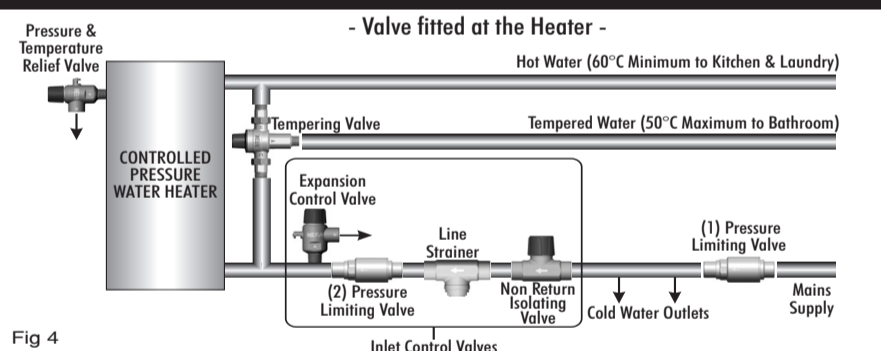 - Valve fitted at the Heater -
Pressure &
Temperature
Relief Valve
Hot Water (60°C Minimum to Kitchen & Laundry)
Tempering Valve
Tempered Water (50°C Maximum to Bathroom)
CONTROLLED
PRESSURE
WATER HEATER
Expansion
Control Valve
Line
Strainer
(1) Pressure
Limiting Valve
(2) Pressure
Limiting Valve
Non Return
Isolating
Valve
Cold Water Outlets
Mains
Supply
Inlet Control Valves
Fig 4